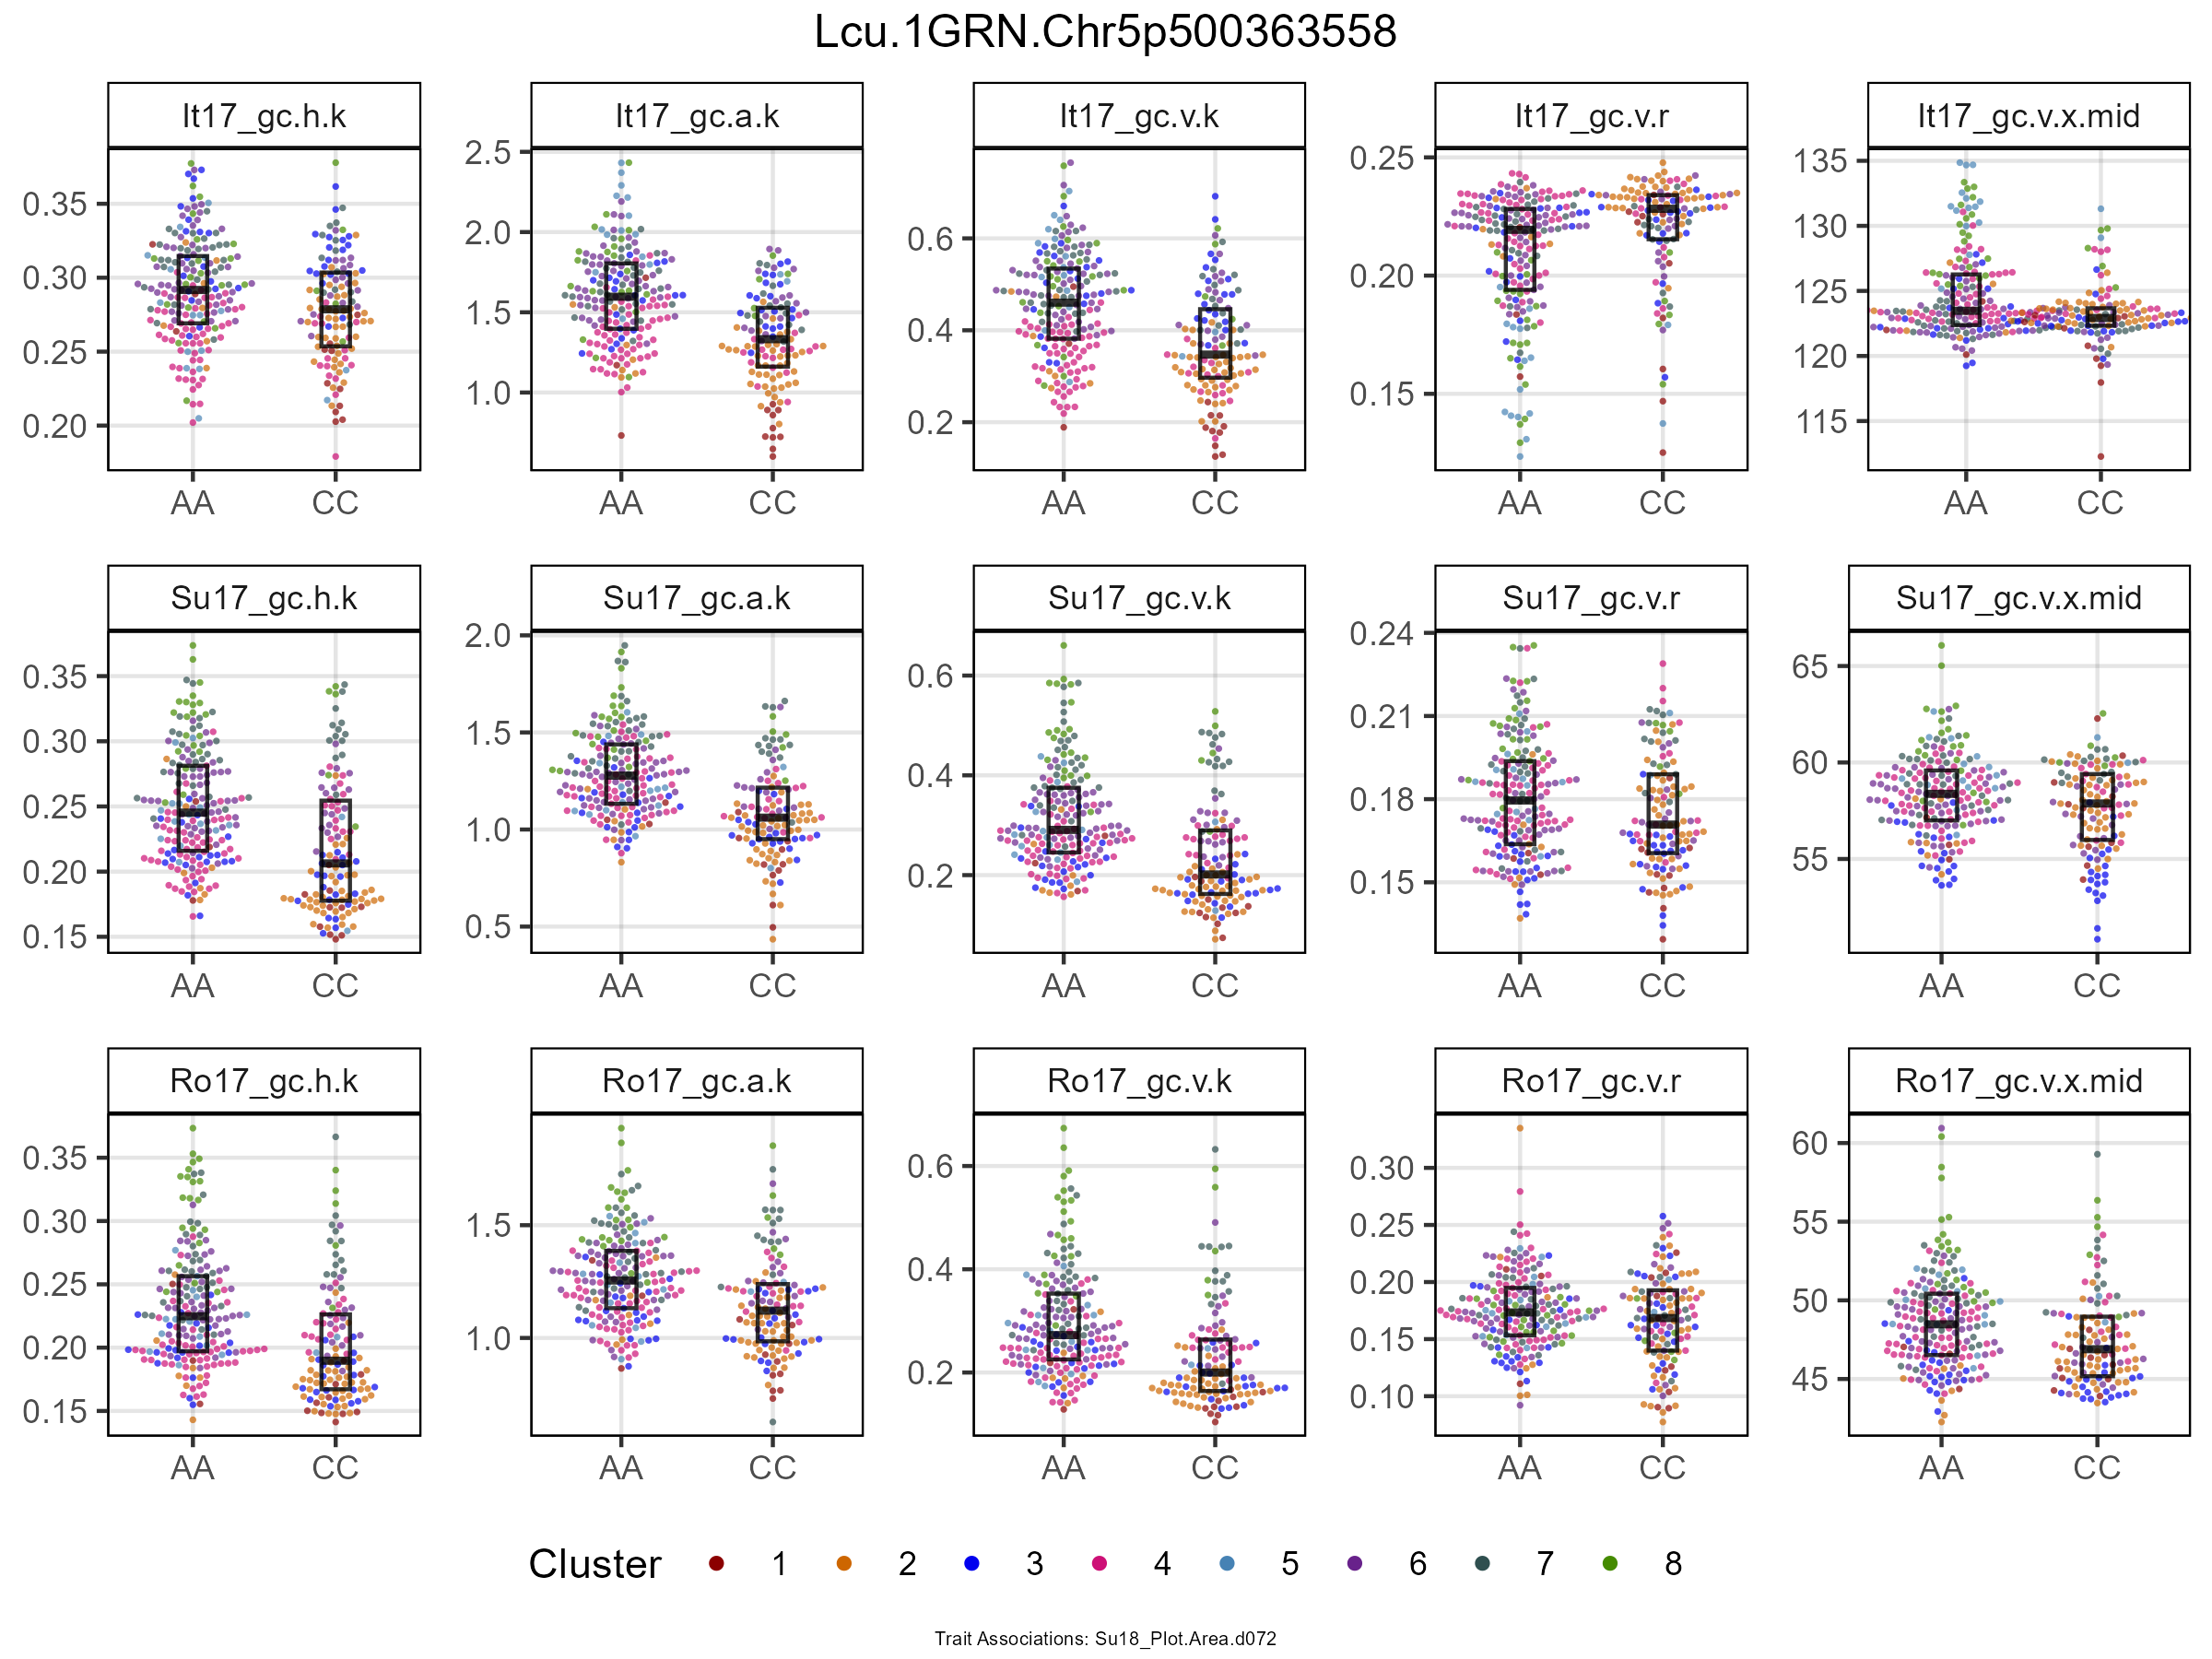 Lcu.1GRN.Chr5p500363558
It17_gc.h.k It17_gc.a.k It17_gc.v.k It17_gc.v.r It17_gc.v.x.mid
0.35 0.30 0.25 0.20
2.5 2.0 1.5 1.0
0.6 0.4 0.2
0.25 0.20 0.15
135 130 125 120 115
AA CC AA CC AA CC AA CC AA CC
Su17_gc.h.k Su17_gc.a.k Su17_gc.v.k Su17_gc.v.r Su17_gc.v.x.mid
0.35 0.30 0.25 0.20 0.15
2.0 1.5 1.0 0.5
0.6 0.4 0.2
0.24 0.21 0.18 0.15
65 60 55
AA CC AA CC AA CC AA CC AA CC
Ro17_gc.h.k Ro17_gc.a.k Ro17_gc.v.k Ro17_gc.v.r Ro17_gc.v.x.mid
0.35 0.30 0.25 0.20 0.15
1.5 1.0
0.6 0.4 0.2
0.30 0.25 0.20 0.15 0.10
60 55 50 45
AA CC AA CC AA CC AA CC AA CC
Cluster 1 2 3 4 5 6 7 8
Trait Associations: Su18_Plot.Area.d072